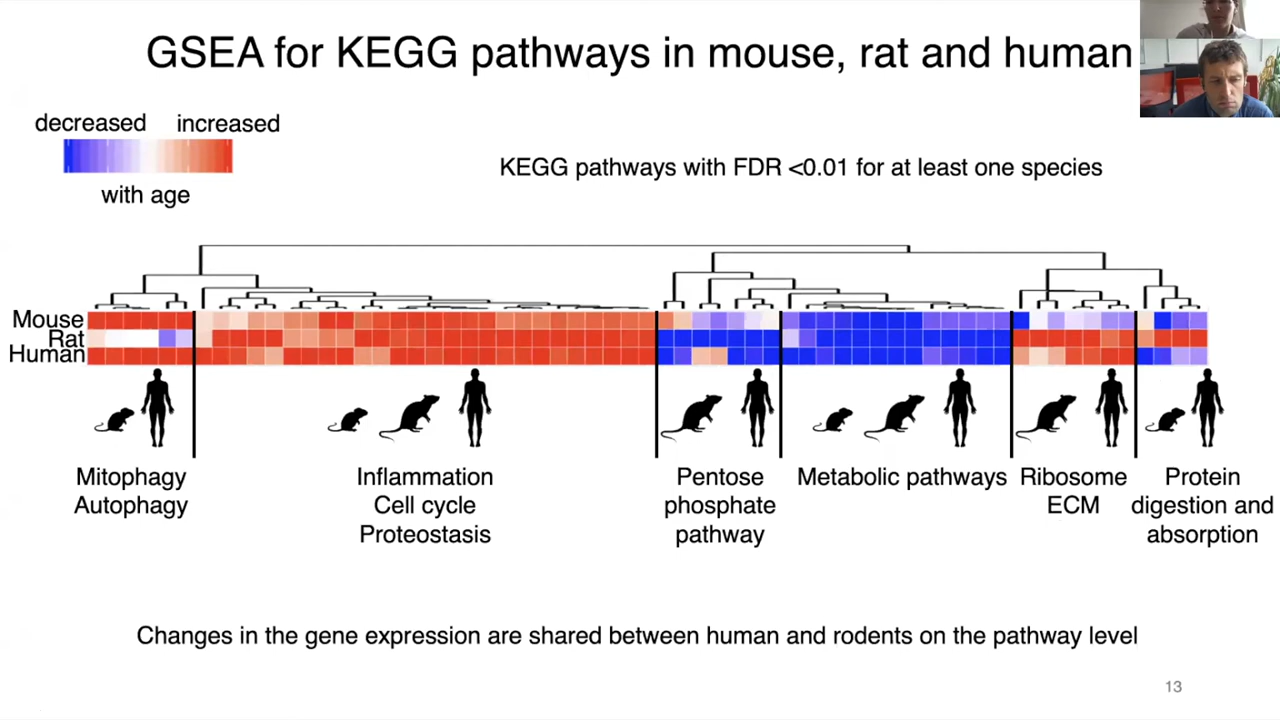 GSEA for KEGG pathways in mouse, rat and human
decreased increased
with age
KEGG pathways with FDR <0.01 for at least one species
Mouse
Rat
Human
Mitophagy
Autophagy
Inflammation
Cell cycle
Proteostasis
Pentose
phosphate
pathway
Metabolic pathways
Ribosome
ECM
Protein
digestion and
absorption
Changes in the gene expression are shared between human and rodents on the pathway level
13